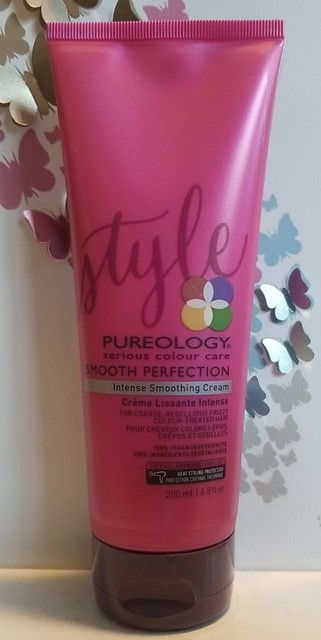 style
PUREOLOGY®
serious colour care
SMOOTH PERFECTION
Intense Smoothing Cream
Crème Lissante Intense
FOR COARSE, REBELLIOUS FRIZZY
COLOUR-TREATED HAIR
POUR CHEVEUX COLORÉS ÉPAIS
CRÉPUS ET REBELLES
100% VEGAN INGREDIENTS
100% INGRÉDIENTS VÉGÉTALIENS
HEAT STYLING PROTECTION
PROTECTION COIFFAGE THERMIQUE
200 ml | 6.8 fl oz